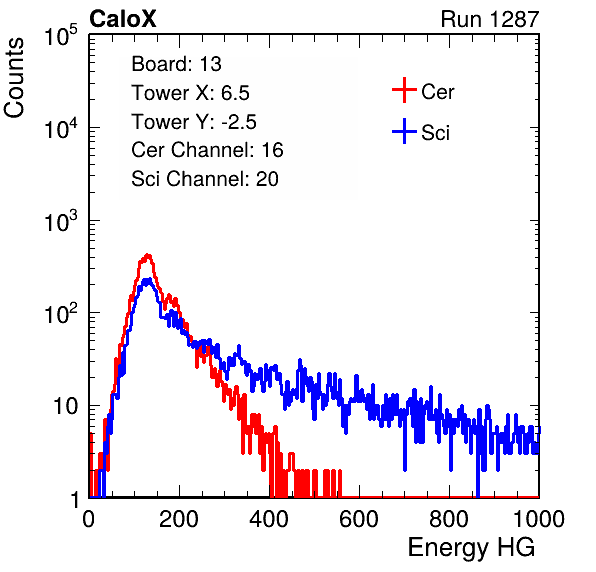 CaloX Run 1287
Counts
10^5
10^4
10^3
10^2
10
1
Board: 13
Tower X: 6.5
Tower Y: -2.5
Cer Channel: 16
Sci Channel: 20
Cer
Sci
0 200 400 600 800 1000
Energy HG